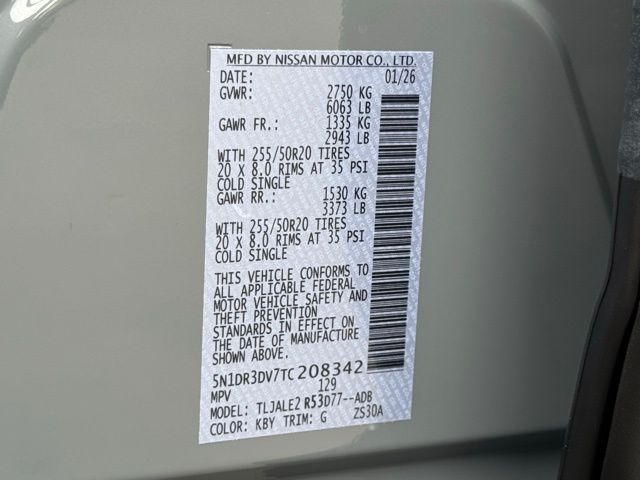 MFD BY NISSAN MOTOR CO., LTD.
DATE: 01/26
GVWR: 2750 KG
6063 LB
GAWR FR.: 1335 KG
2943 LB
WITH 255/50R20 TIRES
20 X 8.0 RIMS AT 35 PSI
COLD SINGLE
GAWR RR.: 1530 KG
3373 LB
WITH 255/50R20 TIRES
20 X 8.0 RIMS AT 35 PSI
COLD SINGLE
THIS VEHICLE CONFORMS TO
ALL APPLICABLE FEDERAL
MOTOR VEHICLE SAFETY AND
THEFT PREVENTION
STANDARDS IN EFFECT ON
THE DATE OF MANUFACTURE
SHOWN ABOVE.
5N1DR3DV7TC208342
MPV 129
MODEL: TLJALE2 R53D77--ADB
COLOR: KBY TRIM: G ZS30A